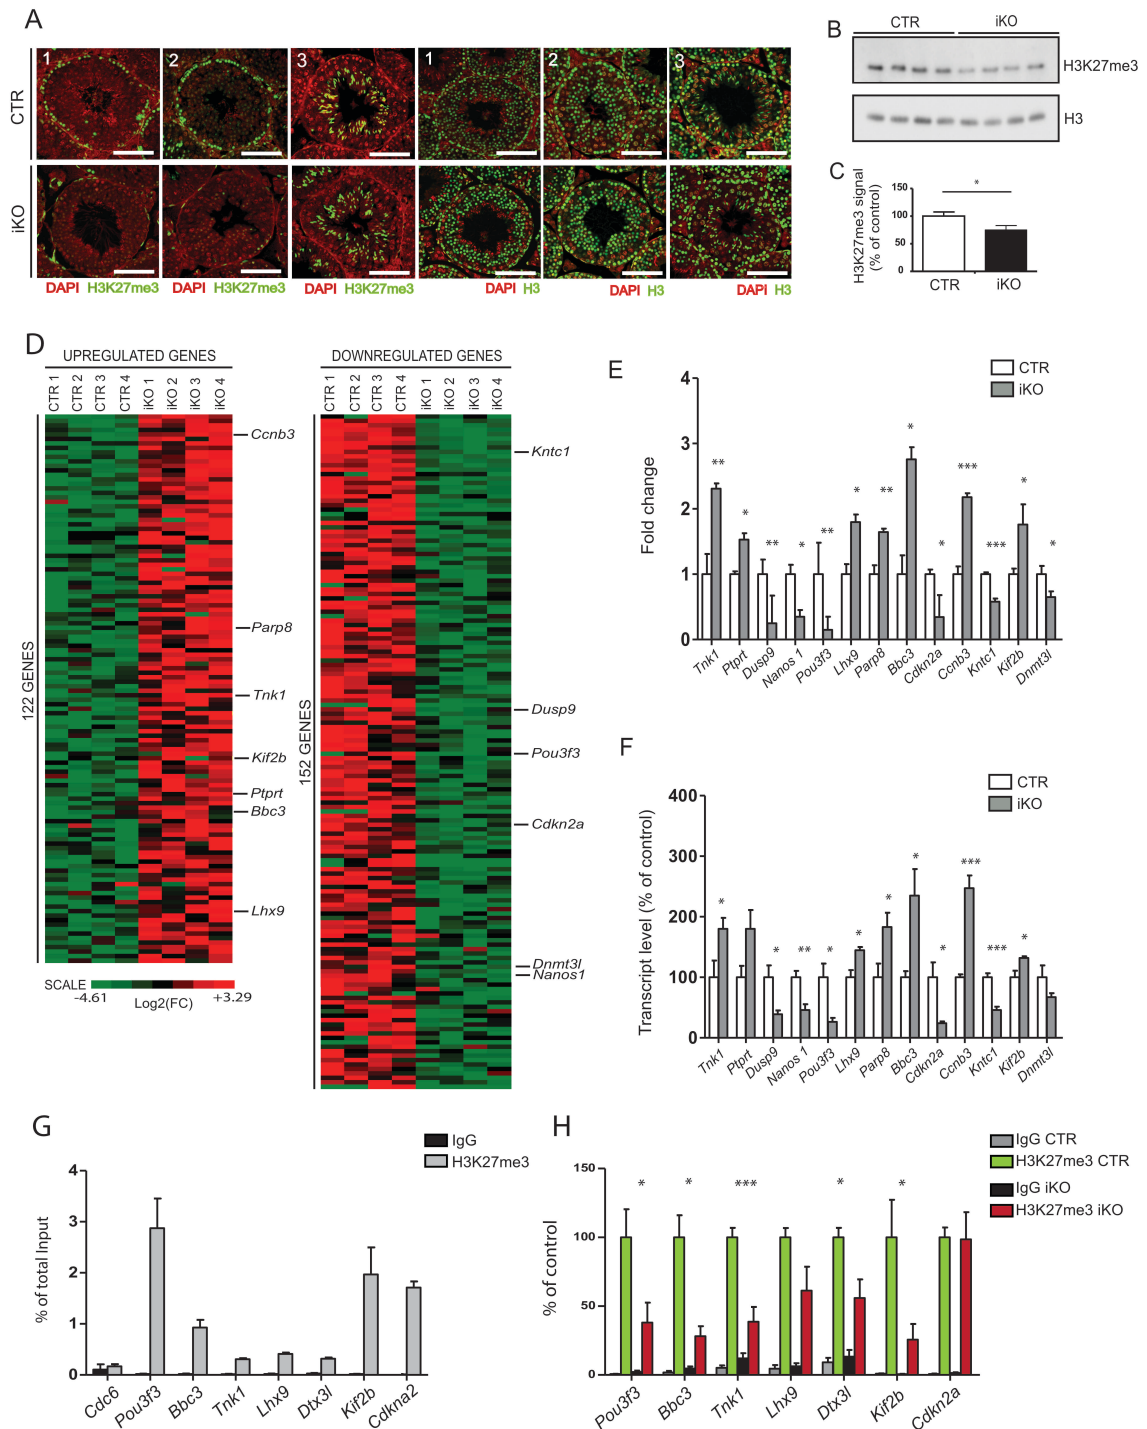 A
CTR
iKO
1
2
3
1
2
3
DAPI H3K27me3
DAPI H3K27me3
DAPI H3K27me3
DAPI H3
DAPI H3
DAPI H3
B
CTR
iKO
H3K27me3
H3
C
H3K27me3 signal
(% of control)
150
100
50
0
*
CTR
iKO
D
UPREGULATED GENES
CTR 1
CTR 2
CTR 3
CTR 4
iKO 1
iKO 2
iKO 3
iKO 4
122 GENES
Ccnb3
Parp8
Tnk1
Kif2b
Ptprt
Bbc3
Lhx9
SCALE
-4.61
+3.29
Log2(FC)
DOWNREGULATED GENES
CTR 1
CTR 2
CTR 3
CTR 4
iKO 1
iKO 2
iKO 3
iKO 4
152 GENES
Kntc1
Dusp9
Pou3f3
Cdkn2a
Dnmt3l
Nanos1
E
CTR
iKO
Fold change
4
3
2
1
0
** * ** * ** * ** * * *** *** * *
Tnk1
Ptprt
Dusp9
Nanos 1
Pou3f3
Lhx9
Parp8
Bbc3
Cdkn2a
Ccnb3
Kntc1
Kif2b
Dnmt3l
F
CTR
iKO
Transcript level (% of control)
400
300
200
100
0
* * ** * * * * * *** *** *
Tnk1
Ptprt
Dusp9
Nanos 1
Pou3f3
Lhx9
Parp8
Bbc3
Cdkn2a
Ccnb3
Kntc1
Kif2b
Dnmt3l
G
IgG
H3K27me3
% of total Input
4
3
2
1
0
Cdc6
Pou3f3
Bbc3
Tnk1
Lhx9
Dtx3l
Kif2b
Cdkna2
H
IgG CTR
H3K27me3 CTR
IgG iKO
H3K27me3 iKO
% of control
150
100
50
0
* * *** * *
Pou3f3
Bbc3
Tnk1
Lhx9
Dtx3l
Kif2b
Cdkn2a